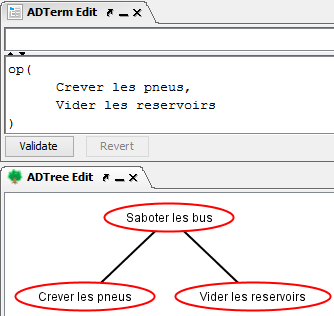 ADTerm Edit
op(
Crever les pneus,
Vider les reservoirs
)
Validate Revert
ADTree Edit
Saboter les bus
Crever les pneus Vider les reservoirs